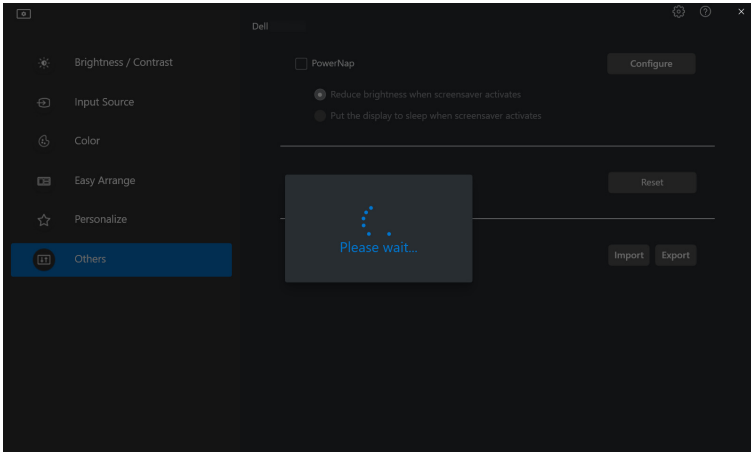 Dell
Brightness / Contrast
Input Source
Color
Easy Arrange
Personalize
Others
PowerNap
Configure
Reduce brightness when screensaver activates
Put the display to sleep when screensaver activates
Reset
Please wait...
Import
Export